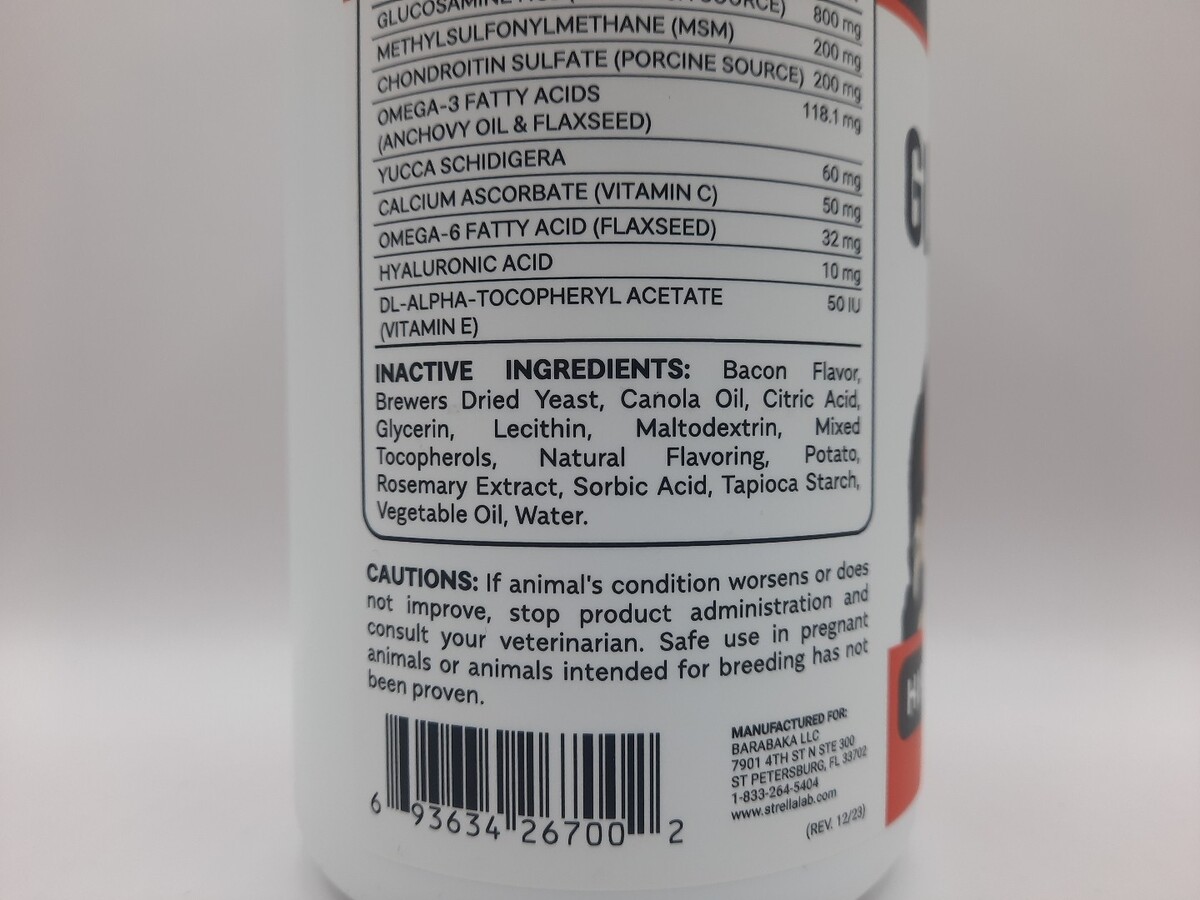 GLUCOSAMINE SOURCE) 800 mg
METHYLSULFONYLMETHANE (MSM) 200 mg
CHONDROITIN SULFATE (PORCINE SOURCE) 200 mg
OMEGA-3 FATTY ACIDS 118.1 mg
(ANCHOVY OIL & FLAXSEED)
YUCCA SCHIDIGERA 60 mg
CALCIUM ASCORBATE (VITAMIN C) 50 mg
OMEGA-6 FATTY ACID (FLAXSEED) 32 mg
HYALURONIC ACID 10 mg
DL-ALPHA-TOCOPHERYL ACETATE 50 IU
(VITAMIN E)
INACTIVE INGREDIENTS: Bacon Flavor,
Brewers Dried Yeast, Canola Oil, Citric Acid,
Glycerin, Lecithin, Maltodextrin, Mixed
Tocopherols, Natural Flavoring, Potato,
Rosemary Extract, Sorbic Acid, Tapioca Starch,
Vegetable Oil, Water.
CAUTIONS: If animal's condition worsens or does
not improve, stop product administration and
consult your veterinarian. Safe use in pregnant
animals or animals intended for breeding has not
been proven.
6 93634 26700 2
MANUFACTURED FOR:
BARABAKA LLC
7901 4TH ST N STE 300
ST PETERSBURG, FL 33702
1-833-264-5404
www.strellalab.com
(REV. 12/23)